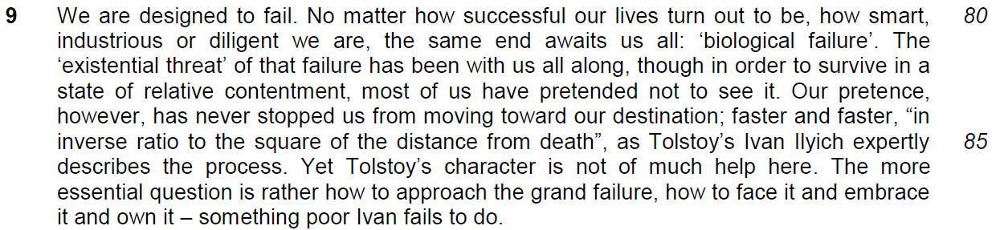 9 We are designed to fail. No matter how successful our lives turn out to be, how smart, 80
industrious or diligent we are, the same end awaits us all: ‘biological failure’. The
‘existential threat’ of that failure has been with us all along, though in order to survive in a
state of relative contentment, most of us have pretended not to see it. Our pretence,
however, has never stopped us from moving toward our destination; faster and faster, “in
inverse ratio to the square of the distance from death”, as Tolstoy’s Ivan Ilyich expertly 85
describes the process. Yet Tolstoy’s character is not of much help here. The more
essential question is rather how to approach the grand failure, how to face it and embrace
it and own it – something poor Ivan fails to do.